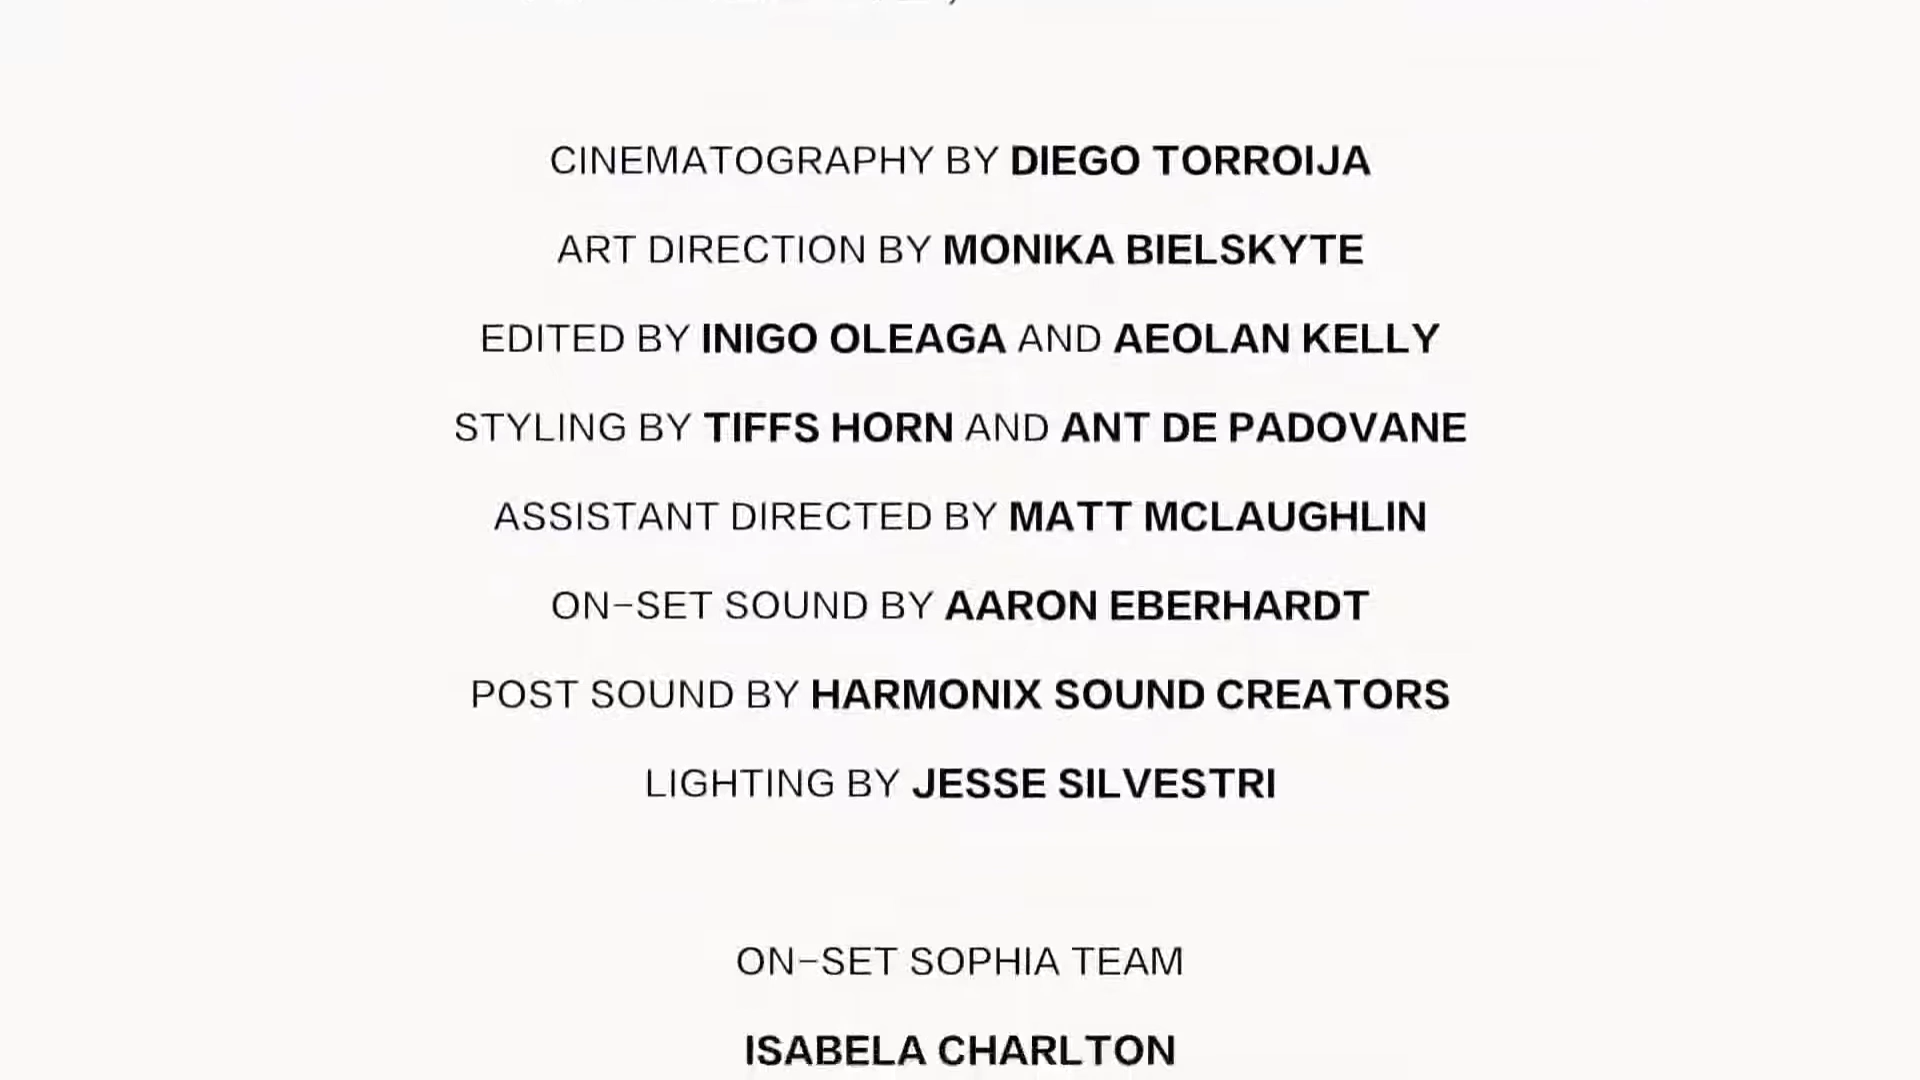 CINEMATOGRAPHY BY DIEGO TORROIJA
ART DIRECTION BY MONIKA BIELSKYTE
EDITED BY INIGO OLEAGA AND AEOLAN KELLY
STYLING BY TIFFS HORN AND ANT DE PADOVANE
ASSISTANT DIRECTED BY MATT MCLAUGHLIN
ON-SET SOUND BY AARON EBERHARDT
POST SOUND BY HARMONIX SOUND CREATORS
LIGHTING BY JESSE SILVESTRI
ON-SET SOPHIA TEAM
ISABELA CHARLTON